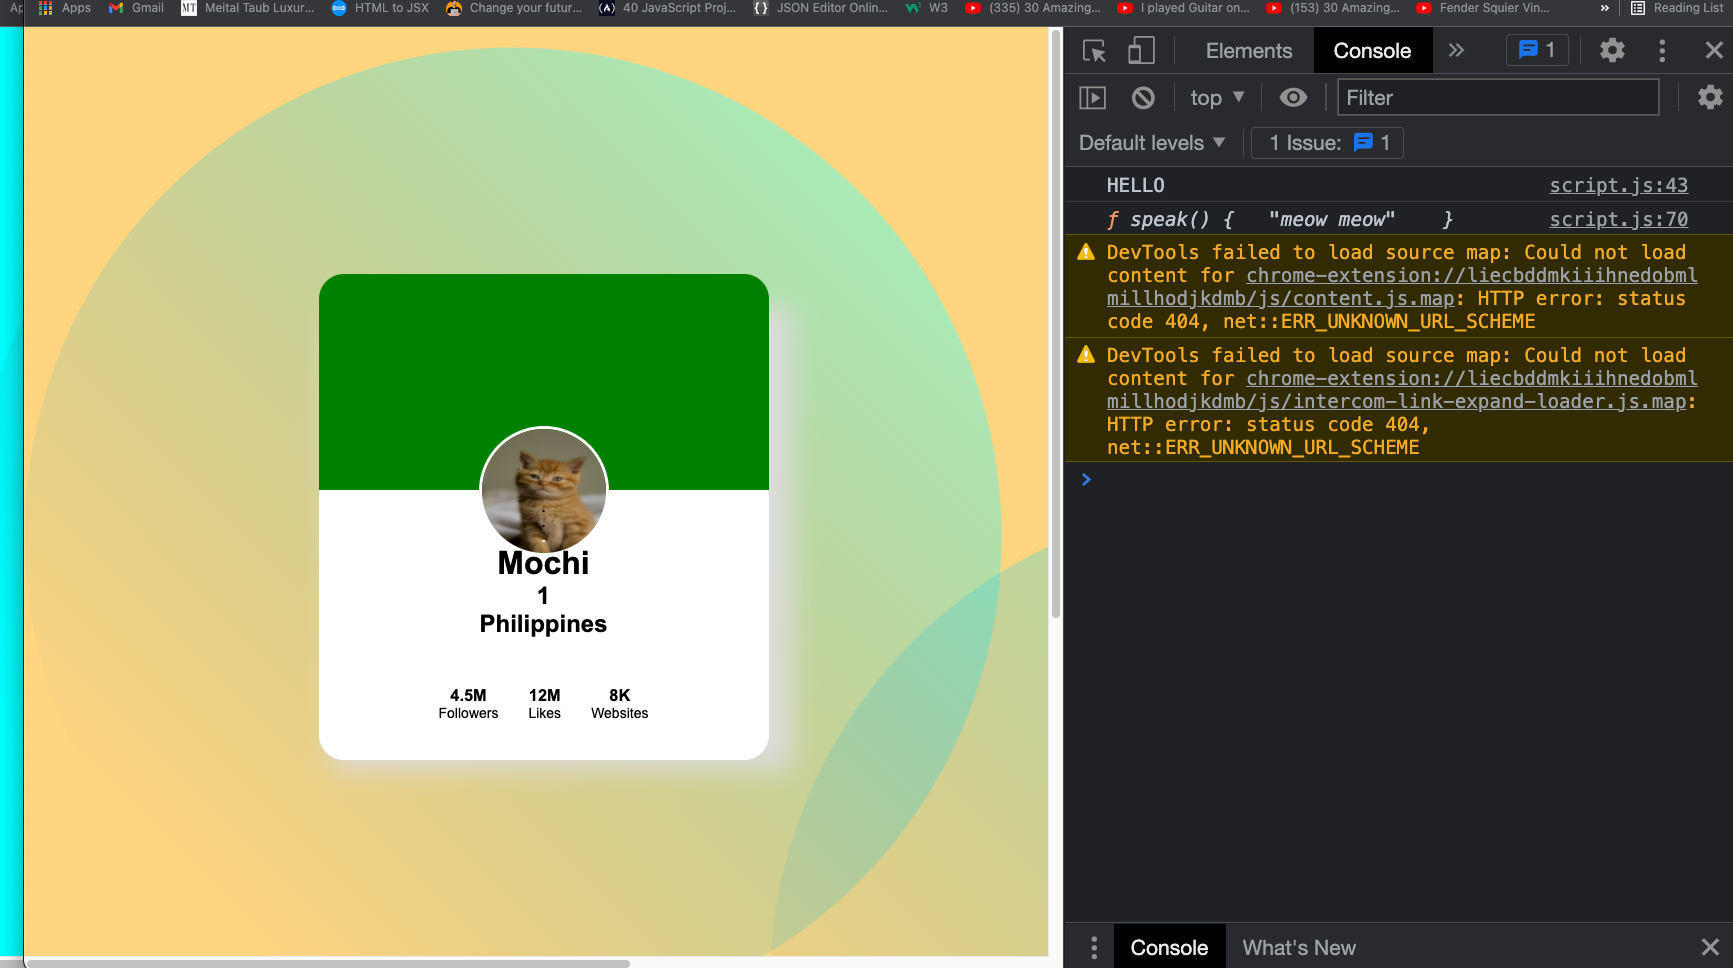 Ap
Apps
Gmail
MT Meital Taub Luxur...
HTML to JSX
Change your futur...
40 JavaScript Proj...
JSON Editor Onlin...
W3
(335) 30 Amazing...
I played Guitar on...
(153) 30 Amazing...
Fender Squier Vin...
»
Reading List
Elements
Console
1
top
Filter
Default levels
1 Issue: 1
HELLO script.js:43
f speak() { "meow meow" } script.js:70
DevTools failed to load source map: Could not load
content for chrome-extension://liecbddmkiiihnedobml
millhodjkdmb/js/content.js.map: HTTP error: status
code 404, net::ERR_UNKNOWN_URL_SCHEME
DevTools failed to load source map: Could not load
content for chrome-extension://liecbddmkiiihnedobml
millhodjkdmb/js/intercom-link-expand-loader.js.map:
HTTP error: status code 404,
net::ERR_UNKNOWN_URL_SCHEME
Mochi
1
Philippines
4.5M 12M 8K
Followers Likes Websites
Console What's New